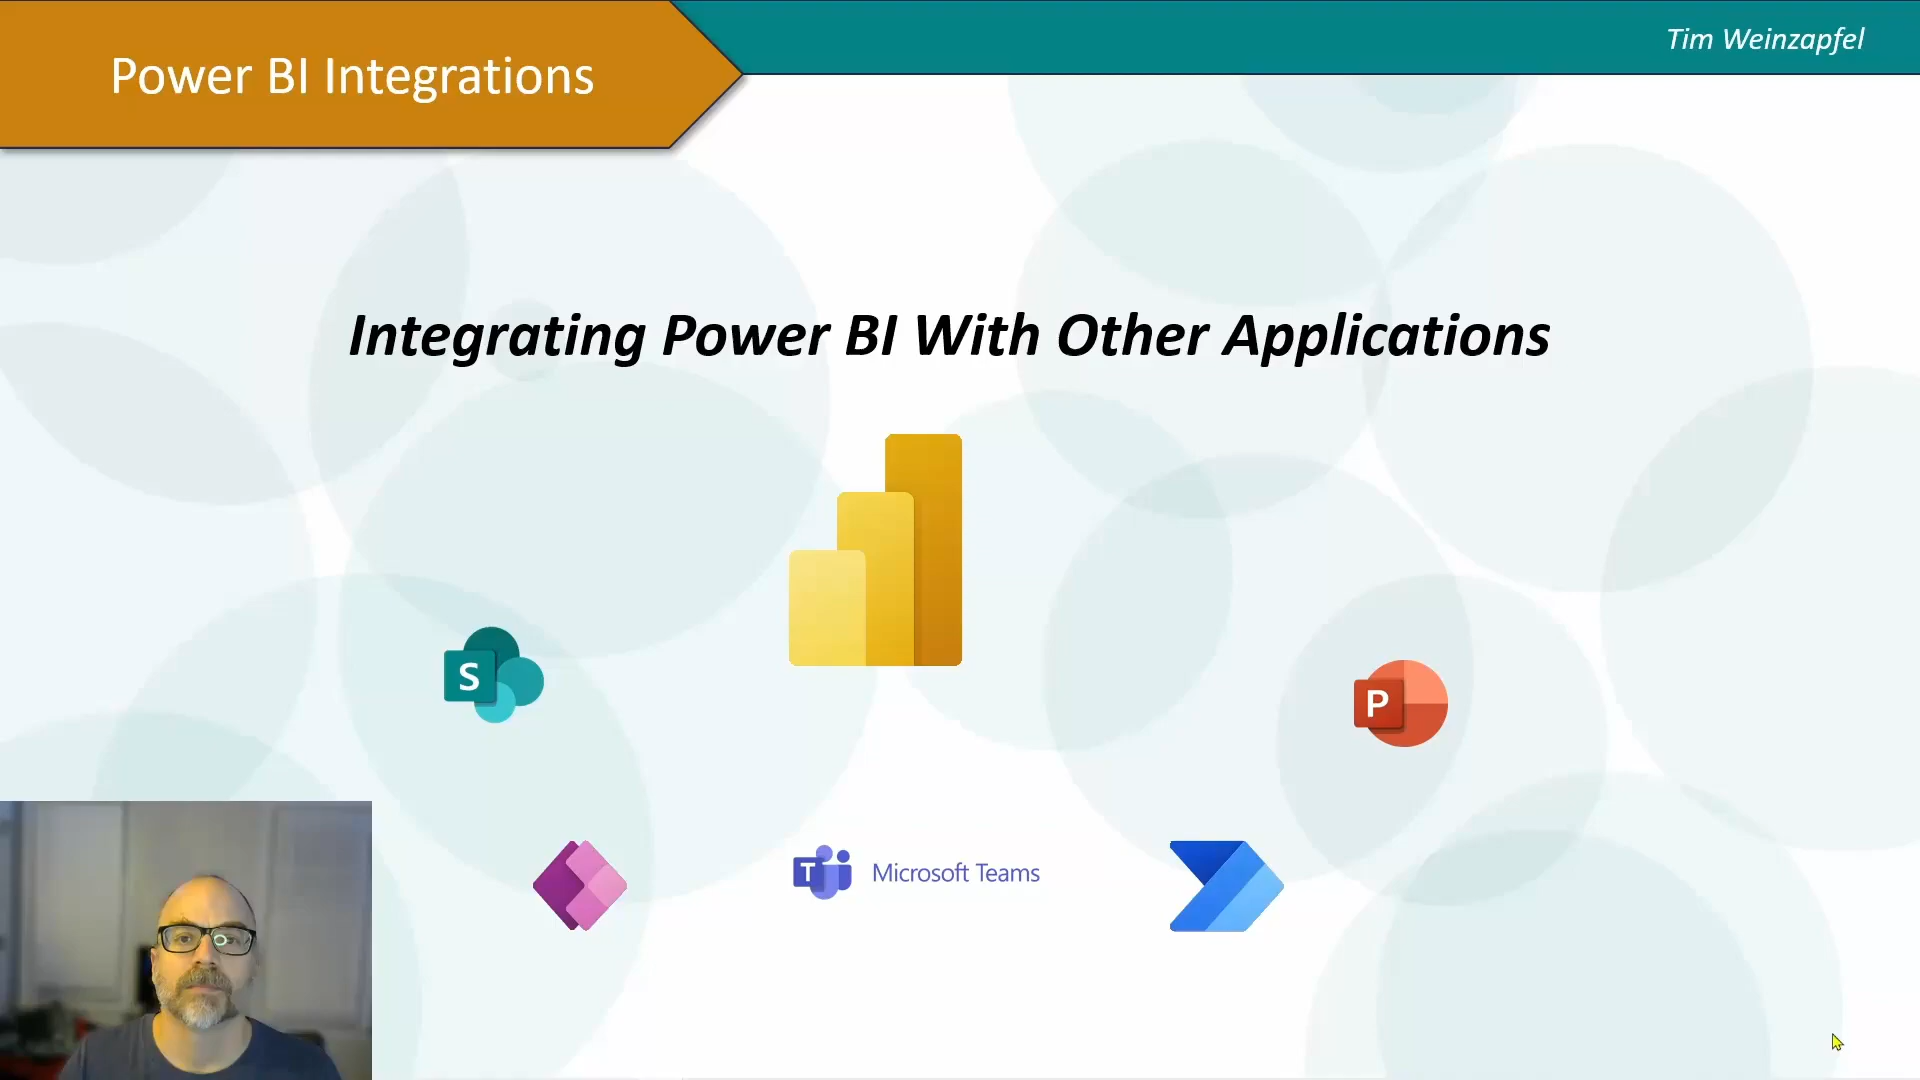 Power BI Integrations
Tim Weinzapfel
Integrating Power BI With Other Applications
S
P
T
Microsoft Teams